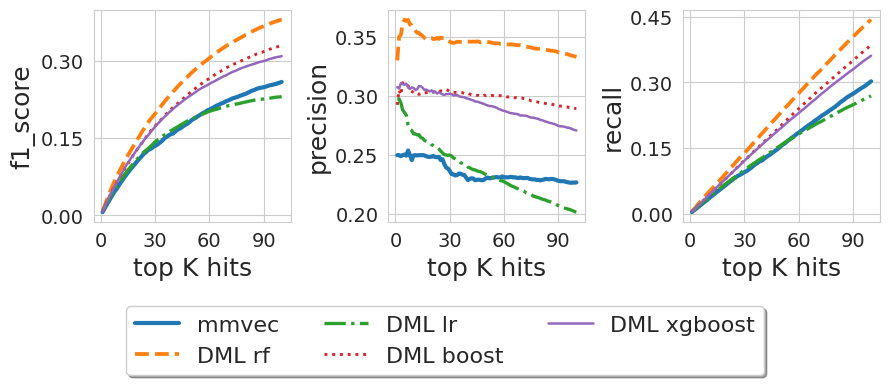 f1_score
0.30
0.15
0.00
0
30
60
90
top K hits
precision
0.35
0.30
0.25
0.20
0
30
60
90
top K hits
recall
0.45
0.30
0.15
0.00
0
30
60
90
top K hits
mmvec
DML rf
DML lr
DML boost
DML xgboost